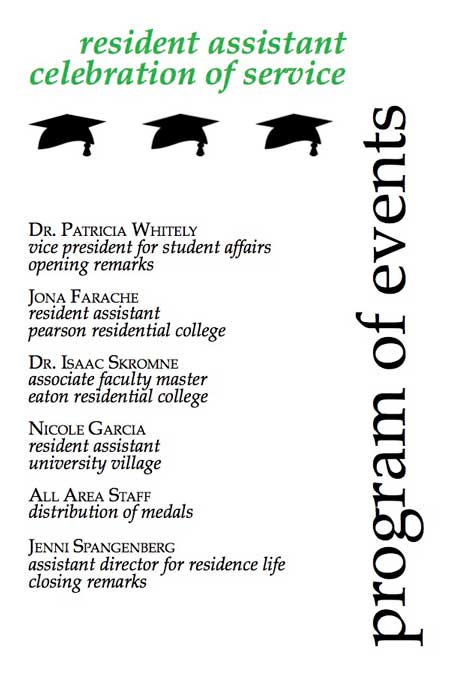 resident assistant
celebration of service
DR. PATRICIA WHITELY
vice president for student affairs
opening remarks
JONA FARACHE
resident assistant
pearson residential college
DR. ISAAC SKROMNE
associate faculty master
eaton residential college
NICOLE GARCIA
resident assistant
university village
ALL AREA STAFF
distribution of medals
JENNI SPANGENBERG
assistant director for residence life
closing remarks
program of events